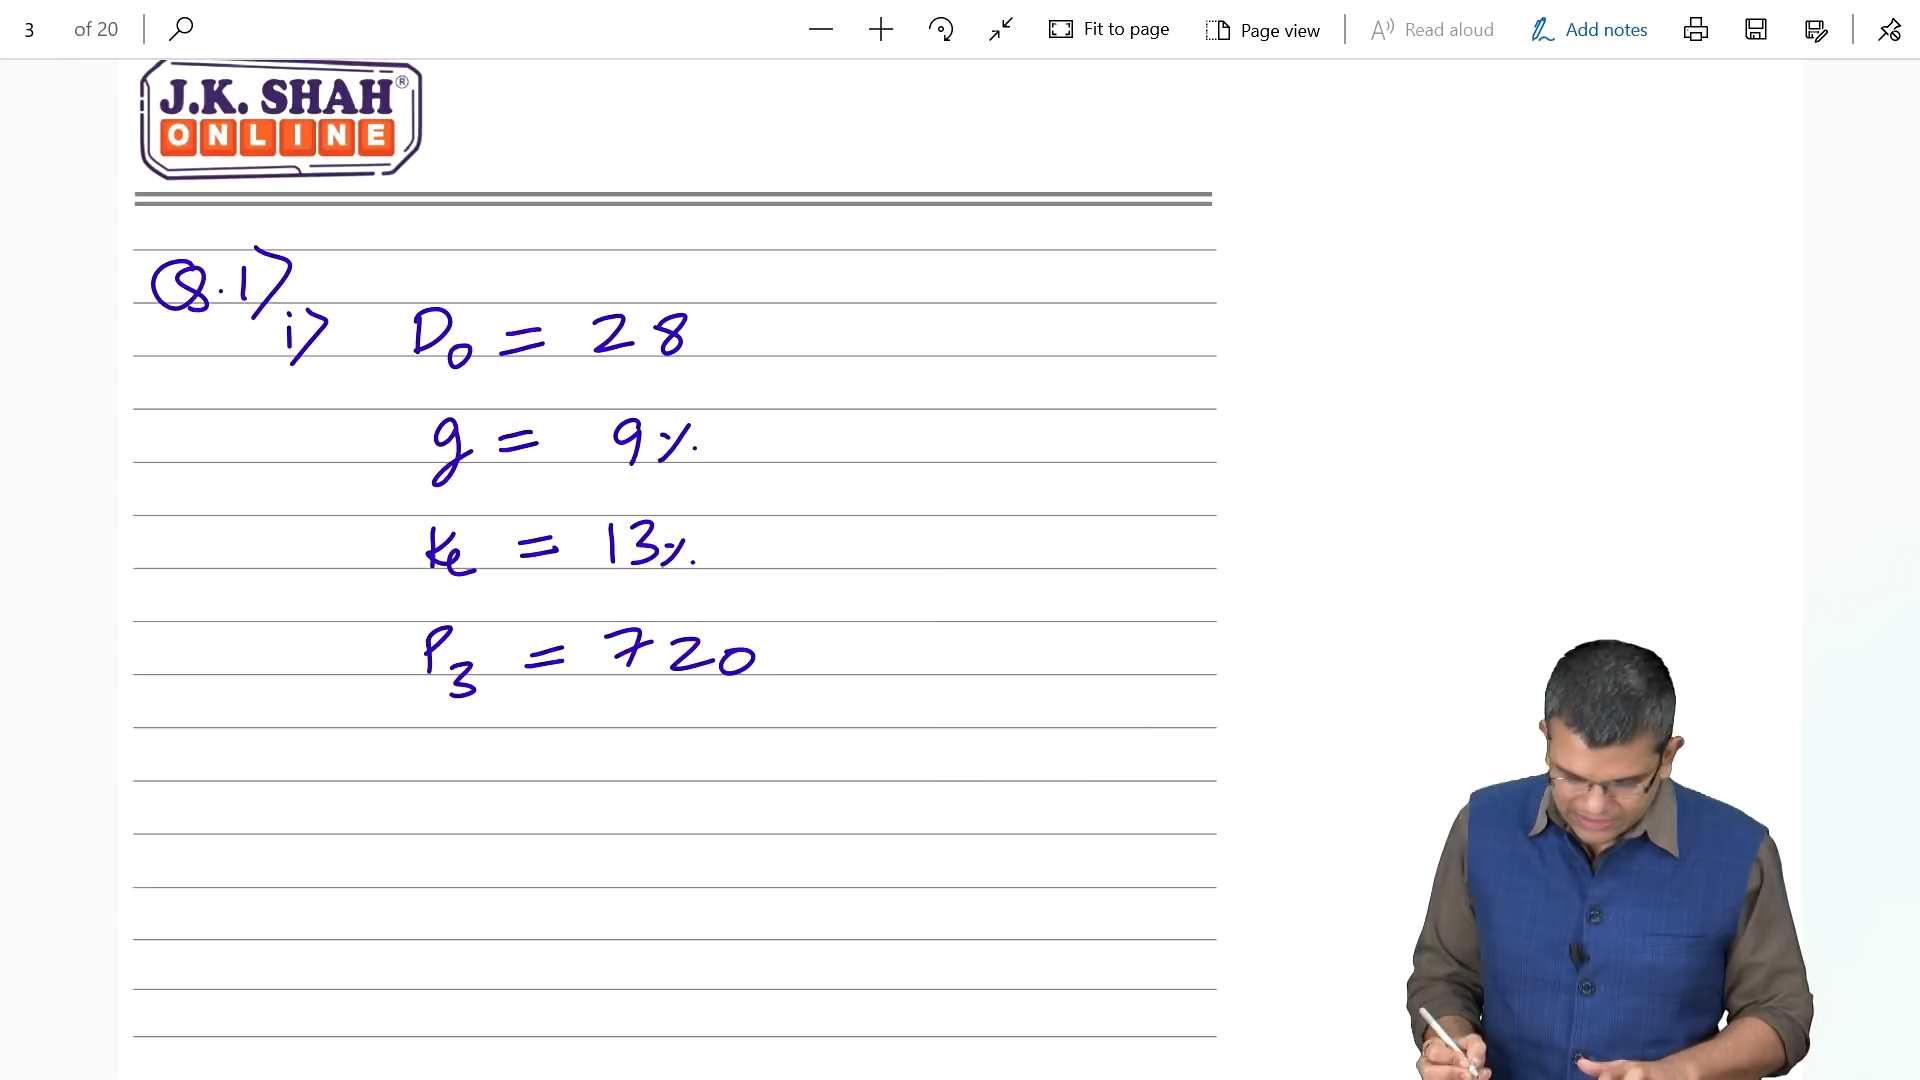 3 of 20 Fit to page Page view Read aloud Add notes
J.K. SHAH®
ONLINE
Q.1)
i) D₀ = 28
g = 9%
Ke = 13%
P₃ = 720